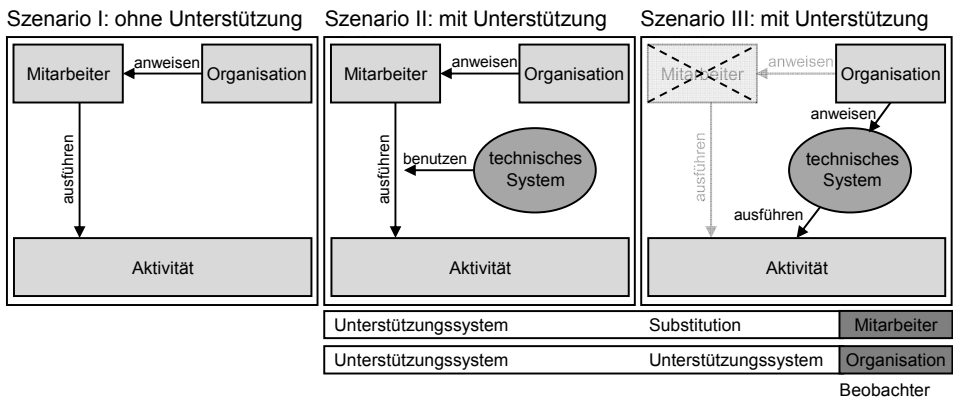 Szenario I: ohne Unterstützung
Szenario II: mit Unterstützung
Szenario III: mit Unterstützung
Mitarbeiter
anweisen
Organisation
ausführen
Aktivität
Mitarbeiter
anweisen
Organisation
ausführen
benutzen
technisches
System
Aktivität
Mitarbeiter
anweisen
Organisation
anweisen
ausführen
technisches
System
ausführen
Aktivität
Unterstützungssystem
Substitution
Mitarbeiter
Unterstützungssystem
Unterstützungssystem
Organisation
Beobachter